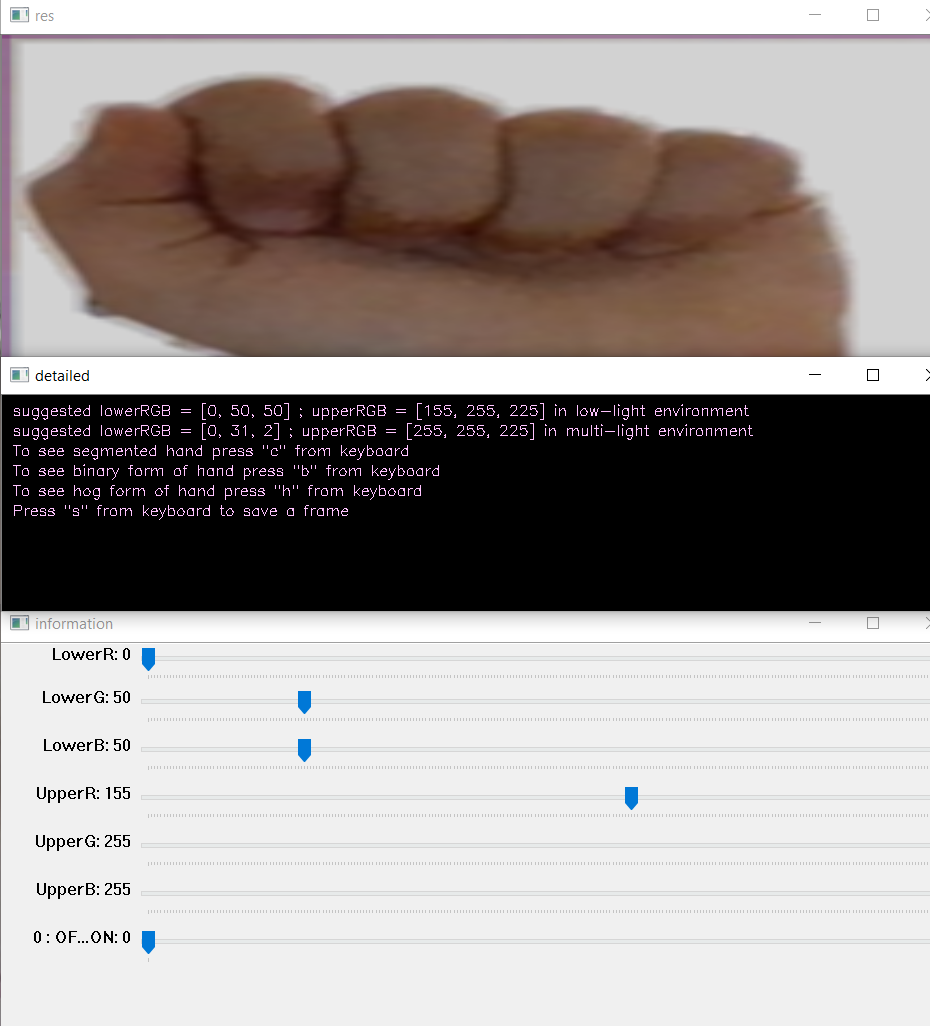 res
detailed
suggested lowerRGB = [0, 50, 50] ; upperRGB = [155, 255, 225] in low-light environment
suggested lowerRGB = [0, 31, 2] ; upperRGB = [255, 255, 225] in multi-light environment
To see segmented hand press "c" from keyboard
To see binary form of hand press "b" from keyboard
To see hog form of hand press "h" from keyboard
Press "s" from keyboard to save a frame
information
LowerR: 0
LowerG: 50
LowerB: 50
UpperR: 155
UpperG: 255
UpperB: 255
0 : OF...ON: 0